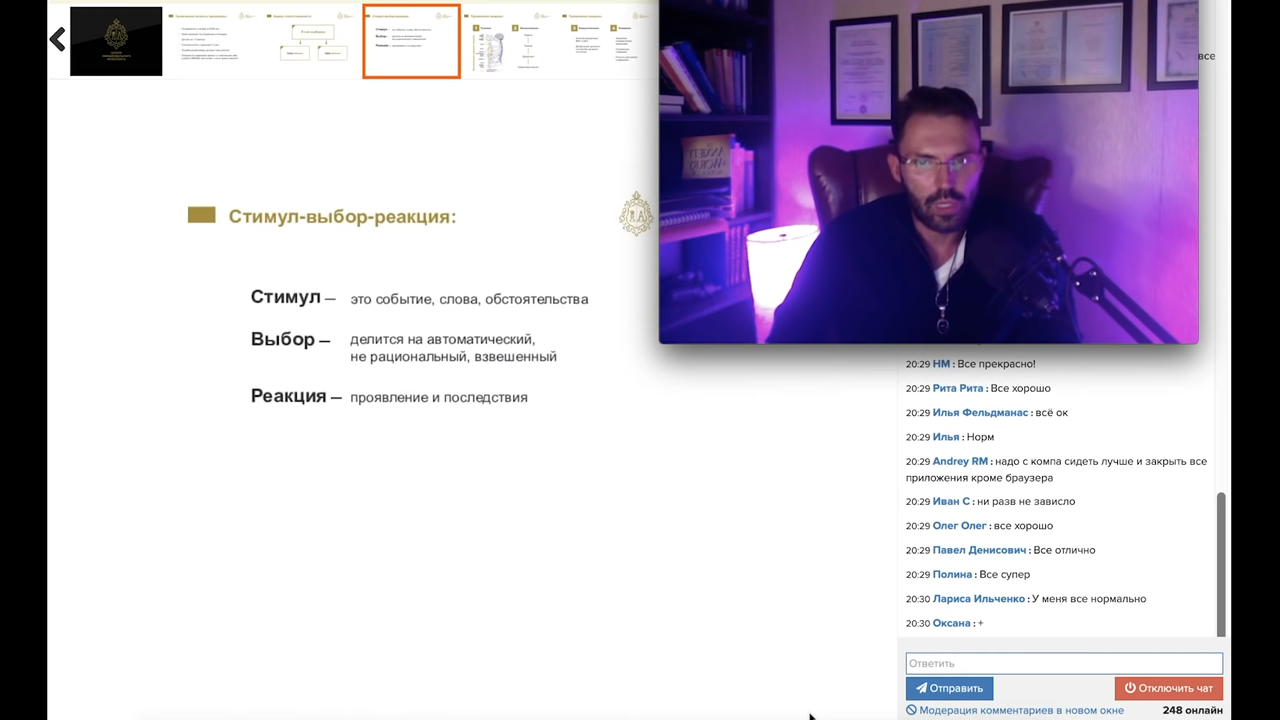 все
Стимул-выбор-реакция:
Стимул – это событие, слова, обстоятельства
Выбор – делится на автоматический,
не рациональный, взвешенный
Реакция – проявление и последствия
20:29 НМ : Все прекрасно!
20:29 Рита Рита : Все хорошо
20:29 Илья Фельдманас : всё ок
20:29 Илья : Норм
20:29 Andrey RM : надо с компа сидеть лучше и закрыть все
приложения кроме браузера
20:29 Иван С : ни разв не зависло
20:29 Олег Олег : все хорошо
20:29 Павел Денисович : Все отлично
20:29 Полина : Все супер
20:30 Лариса Ильченко : У меня все нормально
20:30 Оксана : +
Ответить
Отправить
Отключить чат
Модерация комментариев в новом окне
248 онлайн